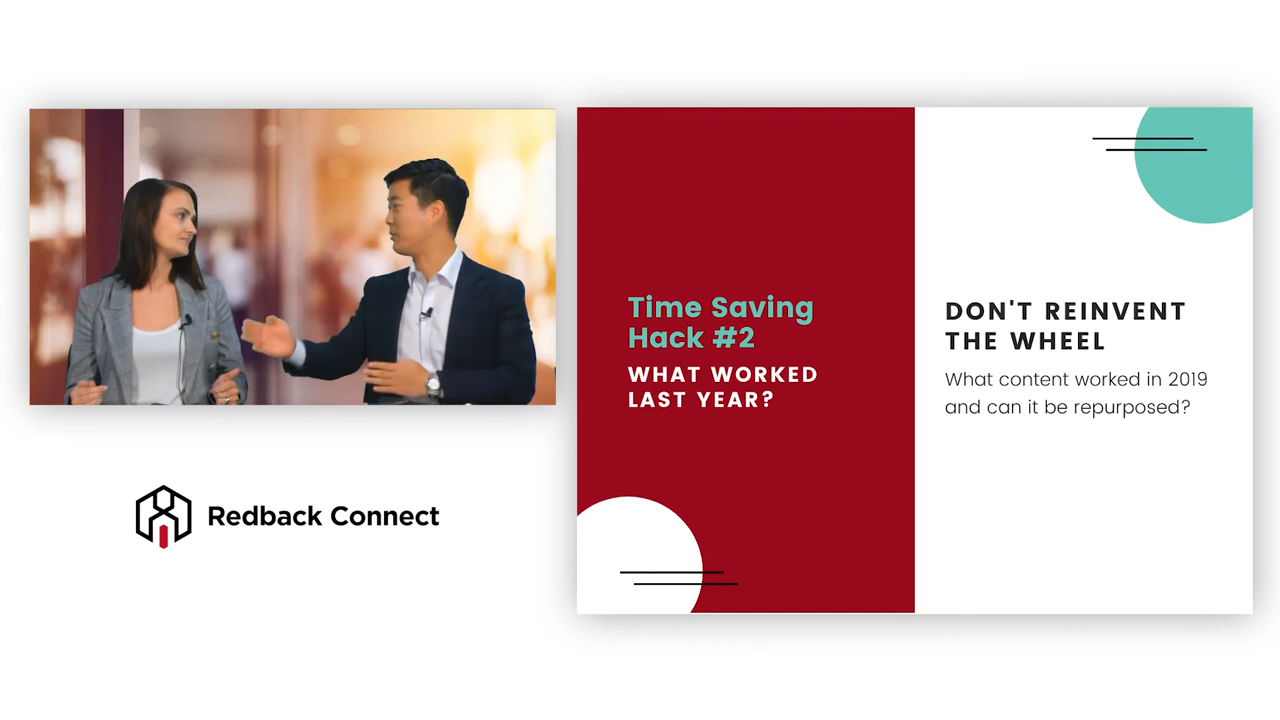 Redback Connect
Time Saving
Hack #2
WHAT WORKED
LAST YEAR?
DON'T REINVENT
THE WHEEL
What content worked in 2019
and can it be repurposed?